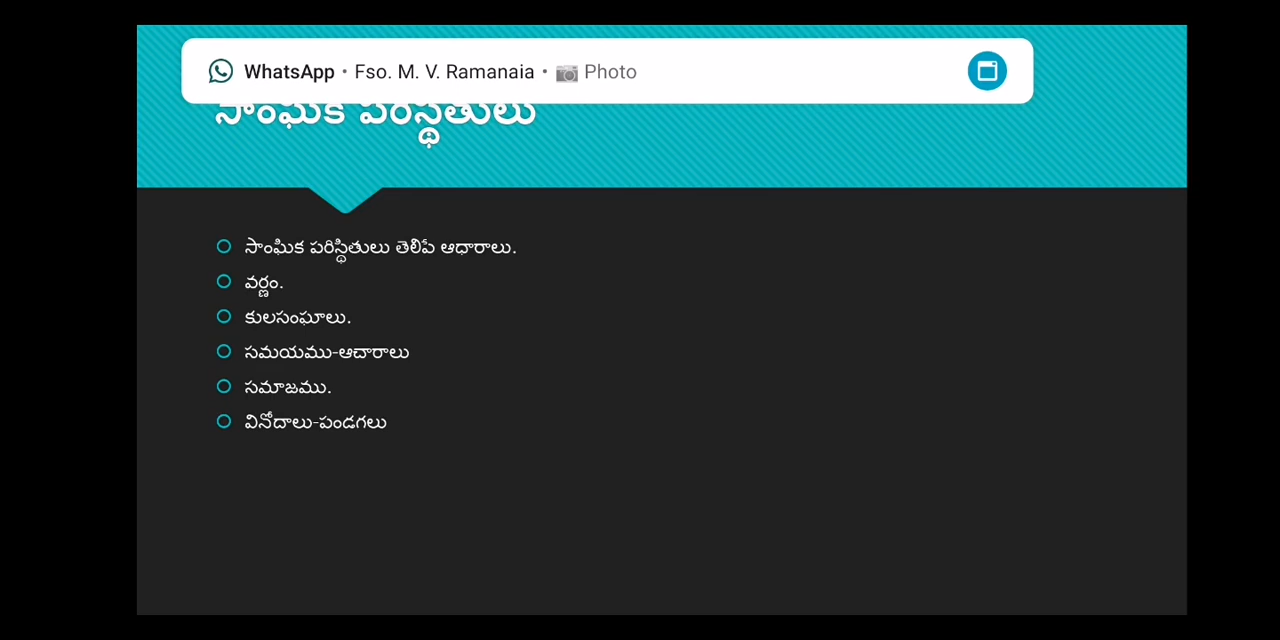 WhatsApp • Fso. M. V. Ramanaia • 📷 Photo
సాంఘిక పరిస్థితులు
సాంఘిక పరిస్థితులు తెలిపే ఆధారాలు.
వర్ణం.
కులసంఘాలు.
సమయము-ఆచారాలు
సమాజము.
వినోదాలు-పండగలు